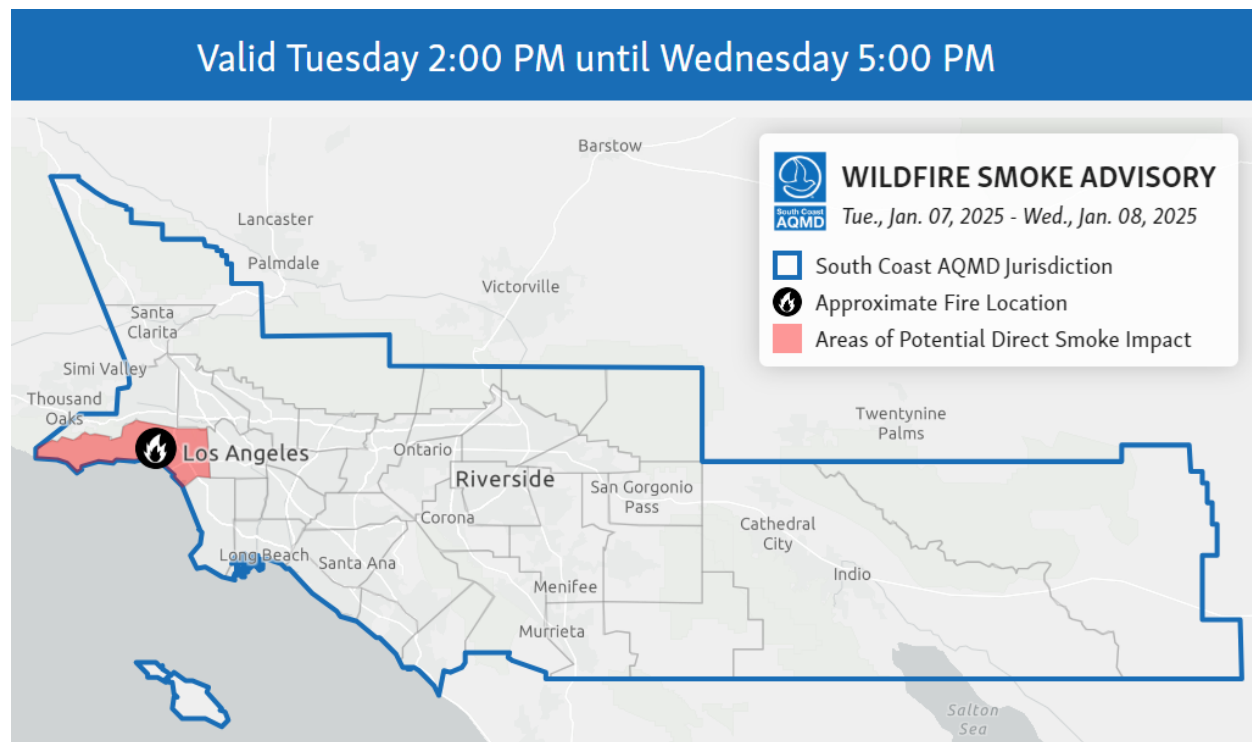 Valid Tuesday 2:00 PM until Wednesday 5:00 PM
South Coast
AQMD
WILDFIRE SMOKE ADVISORY
Tue., Jan. 07, 2025 - Wed., Jan. 08, 2025
South Coast AQMD Jurisdiction
Approximate Fire Location
Areas of Potential Direct Smoke Impact
Barstow
Lancaster
Palmdale
Victorville
Santa
Clarita
Simi Valley
Thousand
Oaks
Twentynine
Palms
Los Angeles
Ontario
Riverside
San Gorgonio
Pass
Corona
Cathedral
City
Long Beach
Santa Ana
Indio
Menifee
Murrieta
Salton
Sea